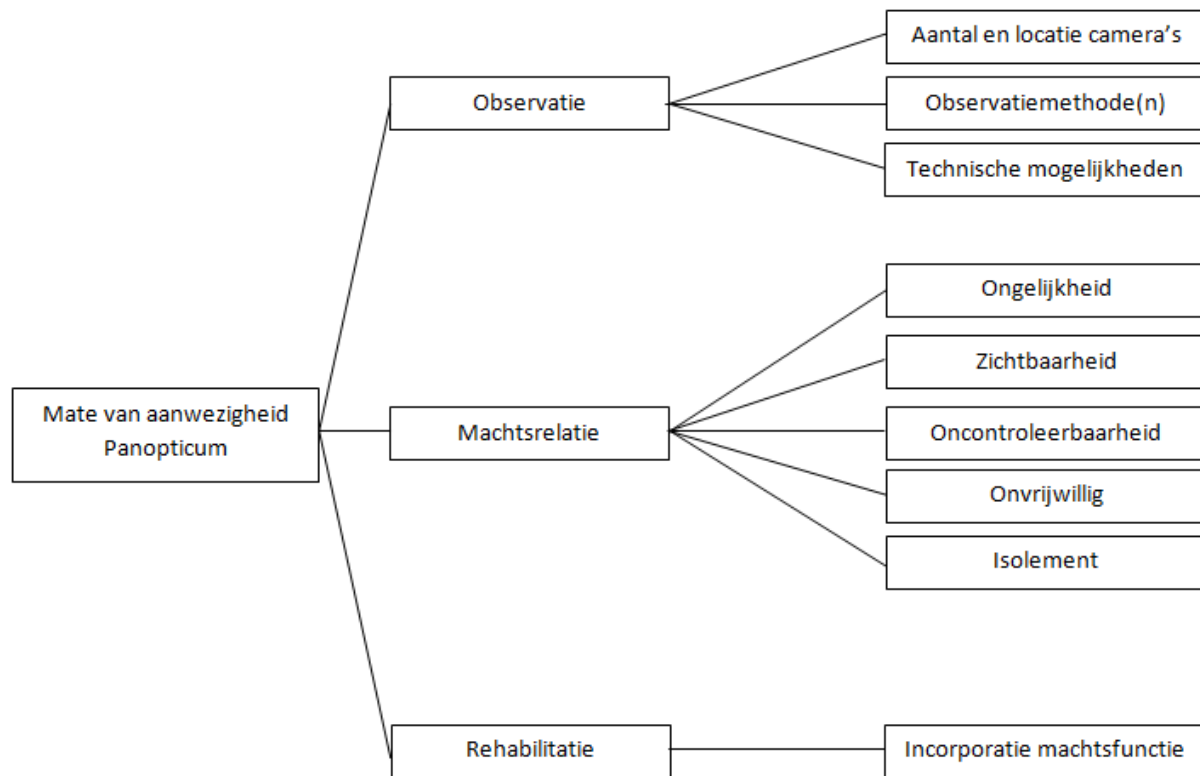 Aantal en locatie camera’s
Observatie
Observatiemethode(n)
Technische mogelijkheden
Ongelijkheid
Zichtbaarheid
Mate van aanwezigheid
Panopticum
Machtsrelatie
Oncontroleerbaarheid
Onvrijwillig
Isolement
Rehabilitatie
Incorporatie machtsfunctie